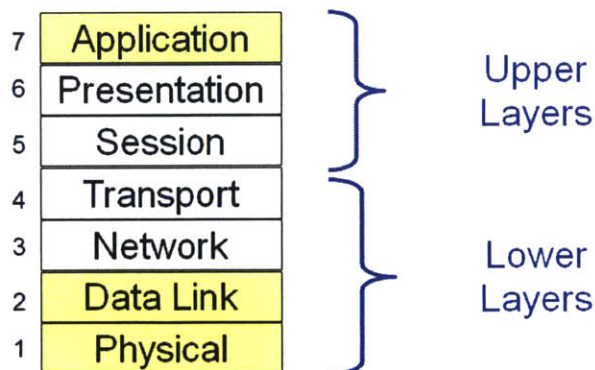 7 Application
6 Presentation
5 Session
4 Transport
3 Network
2 Data Link
1 Physical
Upper
Layers
Lower
Layers